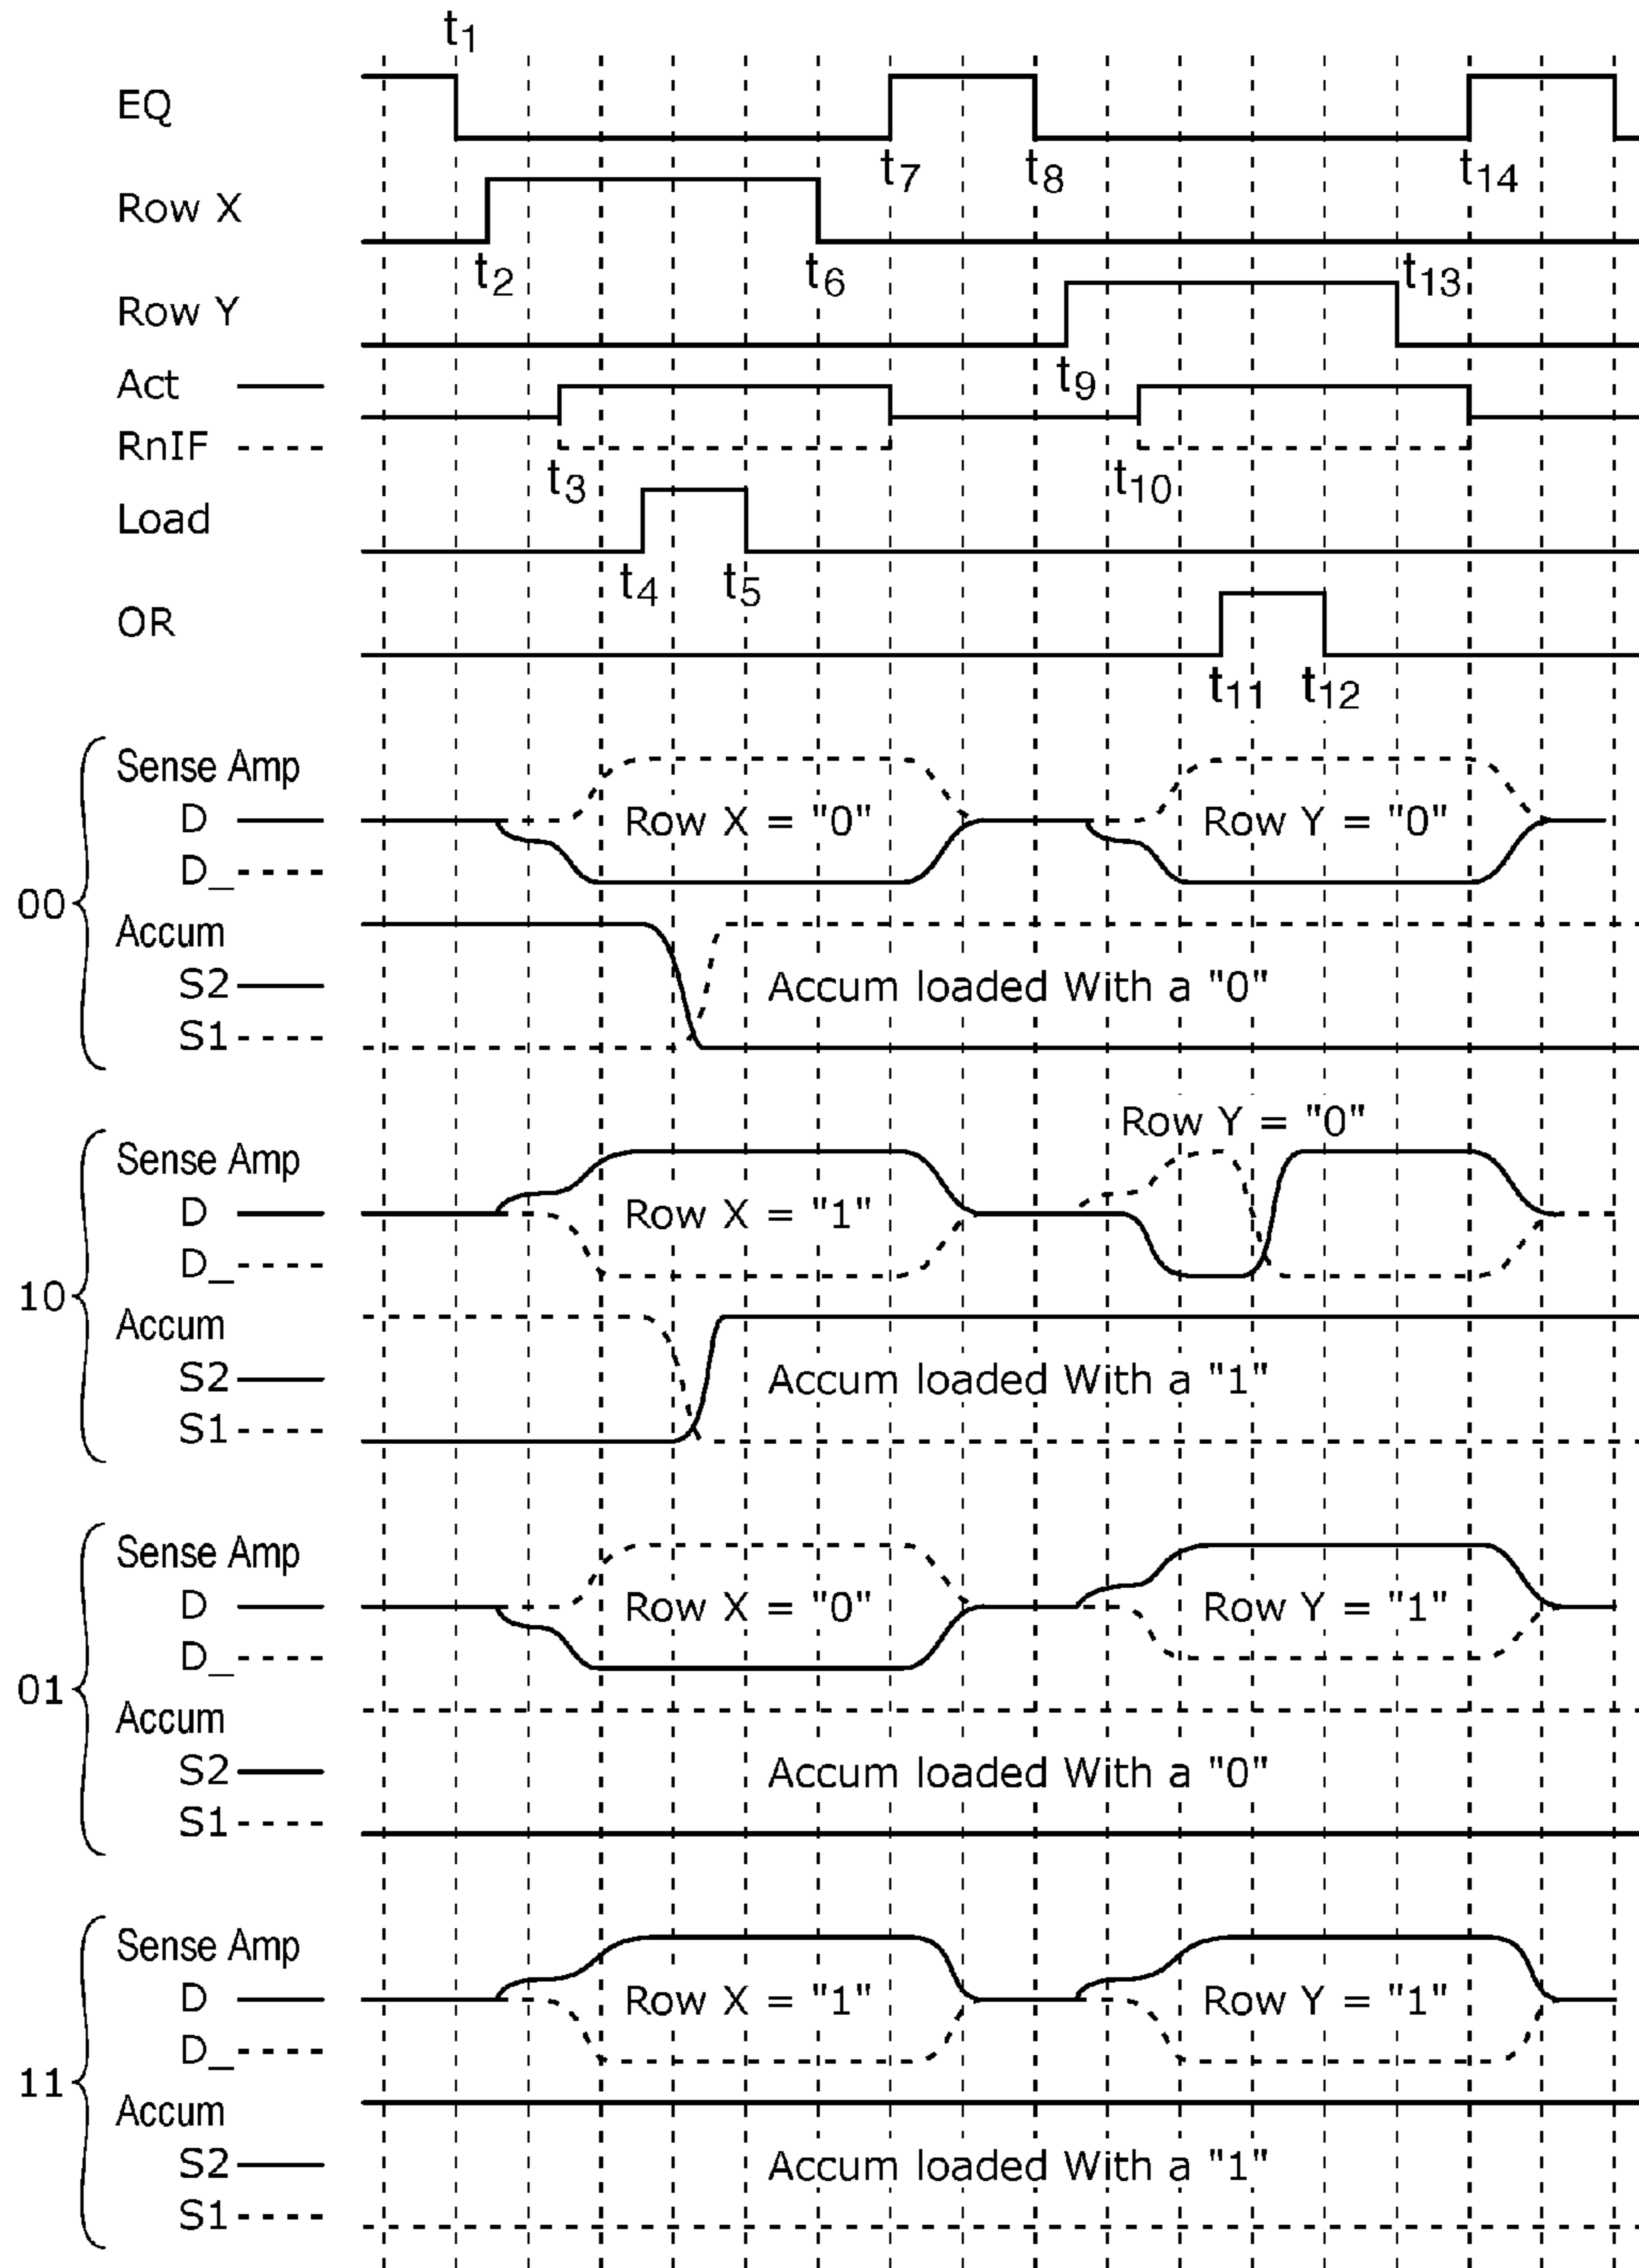 t1
EQ
t7 t8 t14
Row X
t2 t6 t13
Row Y
t9
Act
RnIF
t3 t10
Load
t4 t5
OR
t11 t12
00
Sense Amp
D Row X = "0" Row Y = "0"
D_
Accum
S2 Accum loaded With a "0"
S1
10
Row Y = "0"
Sense Amp
D Row X = "1"
D_
Accum
S2 Accum loaded With a "1"
S1
01
Sense Amp
D Row X = "0" Row Y = "1"
D_
Accum
S2 Accum loaded With a "0"
S1
11
Sense Amp
D Row X = "1" Row Y = "1"
D_
Accum
S2 Accum loaded With a "1"
S1